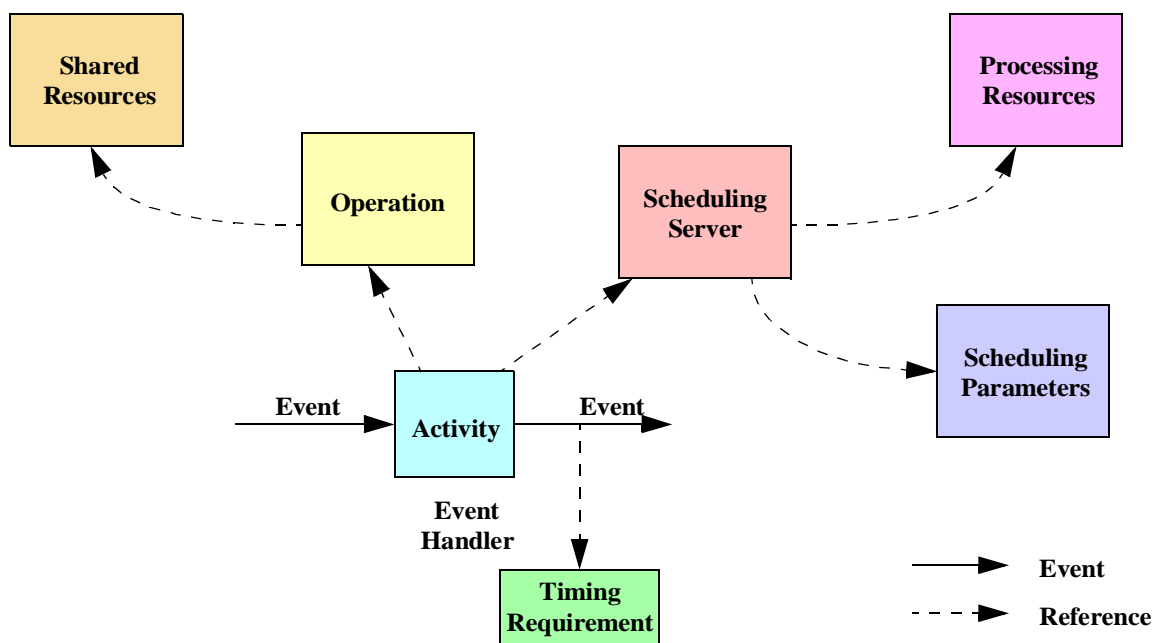 Shared
Resources
Processing
Resources
Operation
Scheduling
Server
Scheduling
Parameters
Event
Activity
Event
Event
Handler
Timing
Requirement
Event
Reference